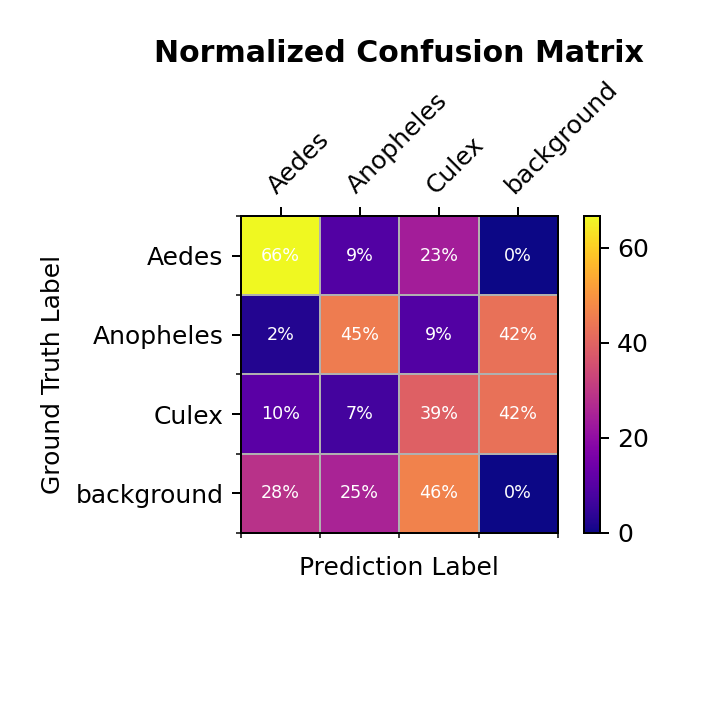 Normalized Confusion Matrix
Aedes Anopheles Culex background
Ground Truth Label
Aedes 66% 9% 23% 0%
Anopheles 2% 45% 9% 42%
Culex 10% 7% 39% 42%
background 28% 25% 46% 0%
60
40
20
0
Prediction Label